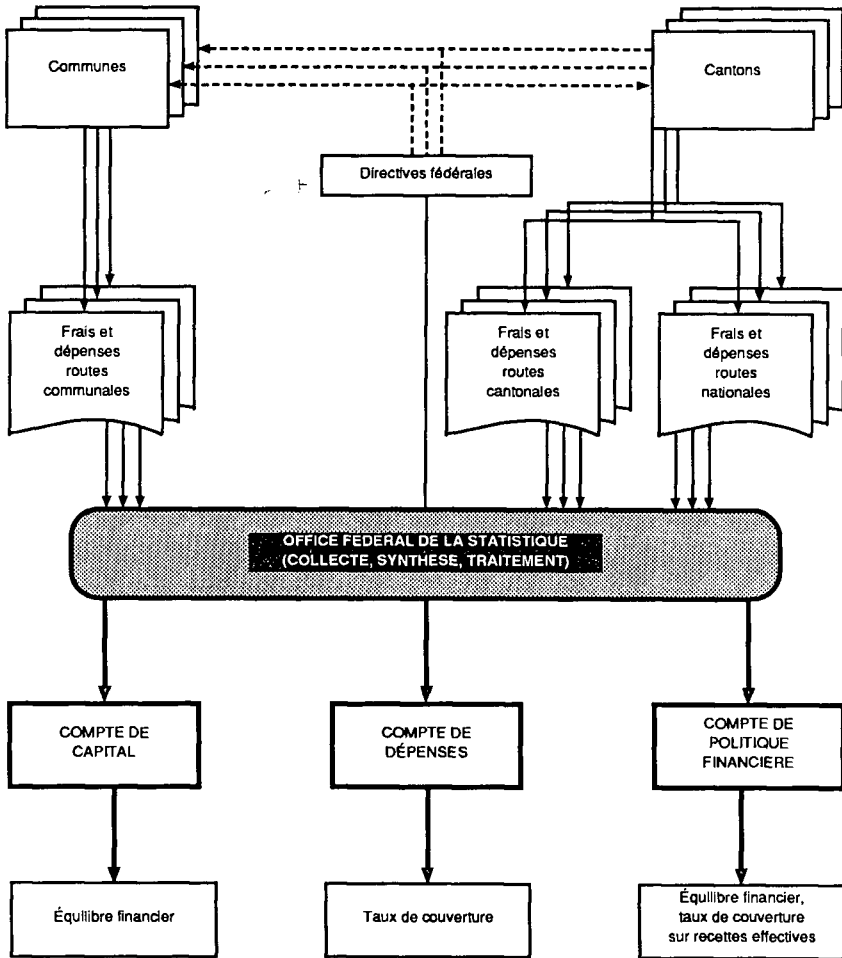 Communes
Cantons
Directives fédérales
Frais et
dépenses
routes
communales
Frais et
dépenses
routes
cantonales
Frais et
dépenses
routes
nationales
OFFICE FEDERAL DE LA STATISTIQUE
(COLLECTE, SYNTHESE, TRAITEMENT)
COMPTE DE
CAPITAL
COMPTE DE
DÉPENSES
COMPTE DE
POLITIQUE
FINANCIERE
Équilibre financier
Taux de couverture
Équilibre financier,
taux de couverture
sur recettes effectives